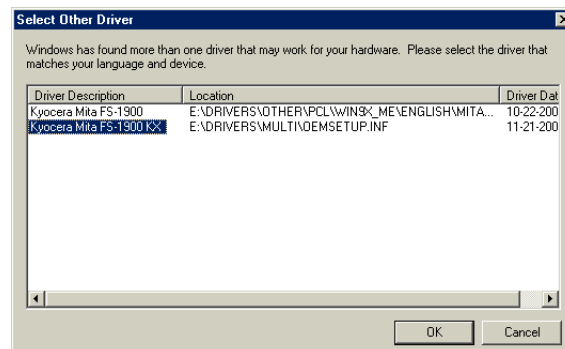 Select Other Driver
Windows has found more than one driver that may work for your hardware. Please select the driver that
matches your language and device.
Driver Description Location Driver Dat
Kyocera Mita FS-1900 E:\DRIVERS\OTHER\PCL\WIN9X_ME\ENGLISH\MITA... 10-22-200
Kyocera Mita FS-1900 KX E:\DRIVERS\MULTI\OEMSETUP.INF 11-21-200
OK Cancel